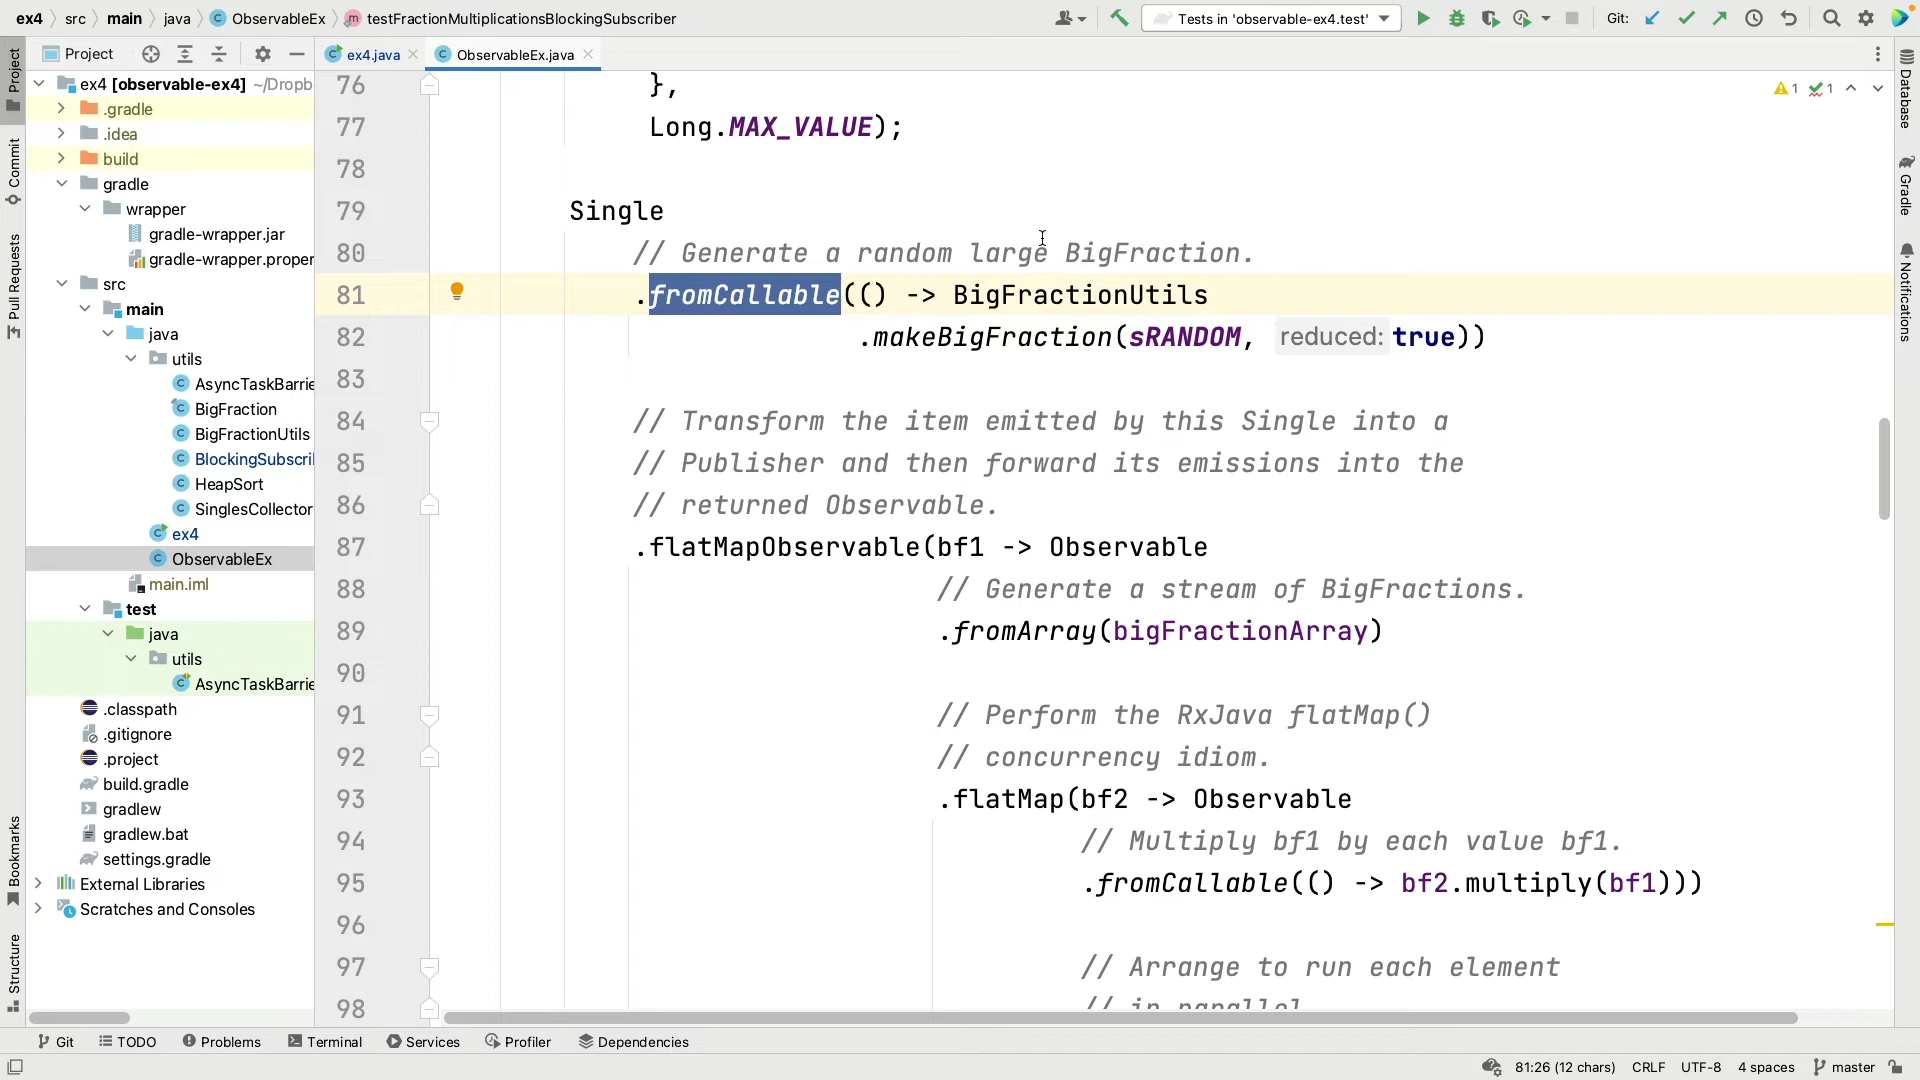 ex4 src main java ObservableEx testFractionMultiplicationsBlockingSubscriber
Tests in 'observable-ex4.test'
Git:
Project
ex4.java
ObservableEx.java
Project
Commit
Pull Requests
Bookmarks
Structure
ex4 [observable-ex4] ~/Dropb
.gradle
.idea
build
gradle
wrapper
gradle-wrapper.jar
gradle-wrapper.proper
src
main
java
utils
AsyncTaskBarrie
BigFraction
BigFractionUtils
BlockingSubscril
HeapSort
SinglesCollector
ex4
ObservableEx
main.iml
test
java
utils
AsyncTaskBarrie
.classpath
.gitignore
.project
build.gradle
gradlew
gradlew.bat
settings.gradle
External Libraries
Scratches and Consoles
76 },
77 Long.MAX_VALUE);
78
79 Single
80 // Generate a random large BigFraction.
81 .fromCallable(() -> BigFractionUtils
82 .makeBigFraction(sRANDOM, reduced: true))
83
84 // Transform the item emitted by this Single into a
85 // Publisher and then forward its emissions into the
86 // returned Observable.
87 .flatMapObservable(bf1 -> Observable
88 // Generate a stream of BigFractions.
89 .fromArray(bigFractionArray)
90
91 // Perform the RxJava flatMap()
92 // concurrency idiom.
93 .flatMap(bf2 -> Observable
94 // Multiply bf1 by each value bf1.
95 .fromCallable(() -> bf2.multiply(bf1)))
96
97 // Arrange to run each element
98 // in parallel
1 1
Database
Gradle
Notifications
Git TODO Problems Terminal Services Profiler Dependencies
81:26 (12 chars) CRLF UTF-8 4 spaces master